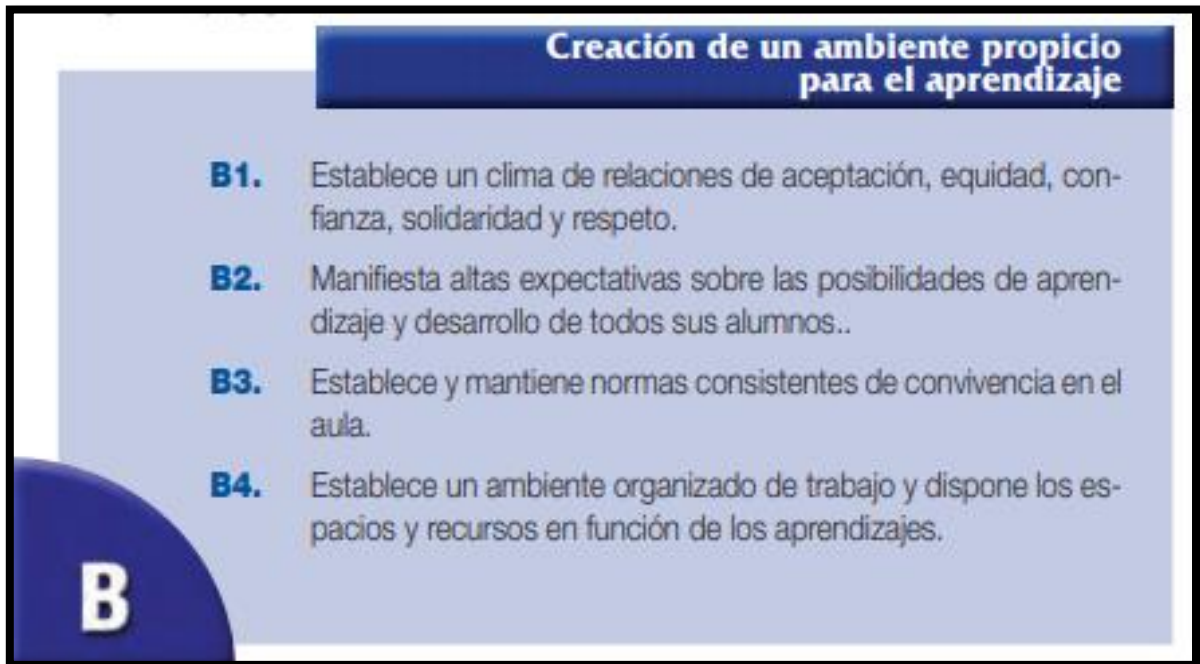 Creación de un ambiente propicio
para el aprendizaje
B1. Establece un clima de relaciones de aceptación, equidad, con-
fianza, solidaridad y respeto.
B2. Manifiesta altas expectativas sobre las posibilidades de apren-
dizaje y desarrollo de todos sus alumnos..
B3. Establece y mantiene normas consistentes de convivencia en el
aula.
B4. Establece un ambiente organizado de trabajo y dispone los es-
pacios y recursos en función de los aprendizajes.
B